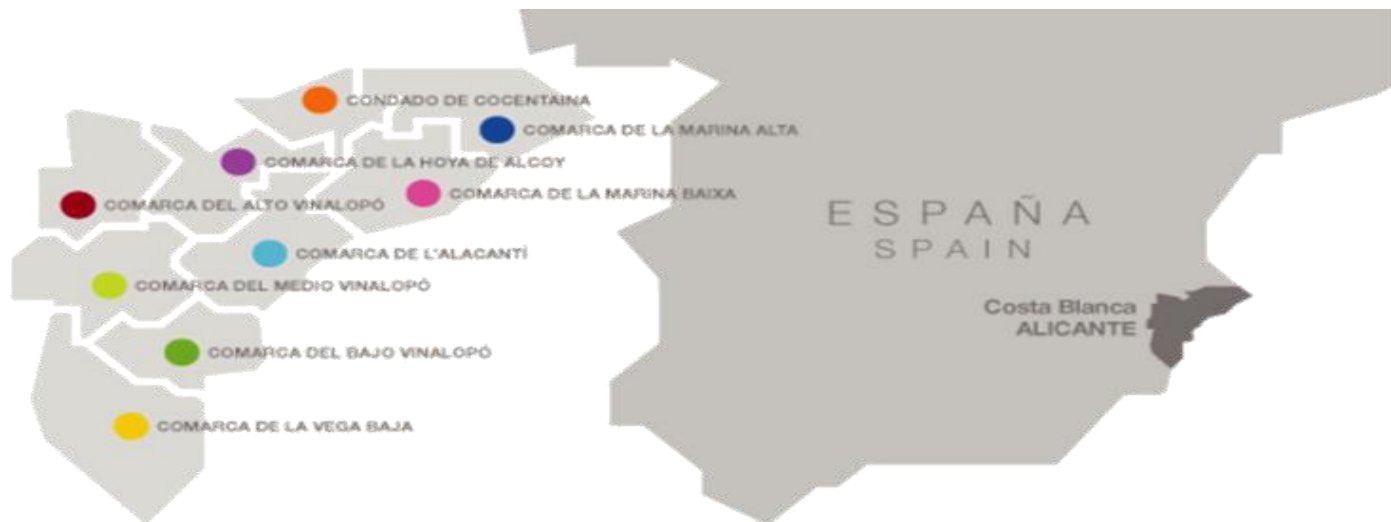 CONDADO DE COCENTAINA
COMARCA DE LA MARINA ALTA
COMARCA DE LA HOYA DE ALCOY
COMARCA DE LA MARINA BAIXA
COMARCA DEL ALTO VINALOPÓ
COMARCA DE L'ALACANTÍ
COMARCA DEL MEDIO VINALOPÓ
COMARCA DEL BAJO VINALOPÓ
COMARCA DE LA VEGA BAJA
ESPAÑA
SPAIN
Costa Blanca
ALICANTE